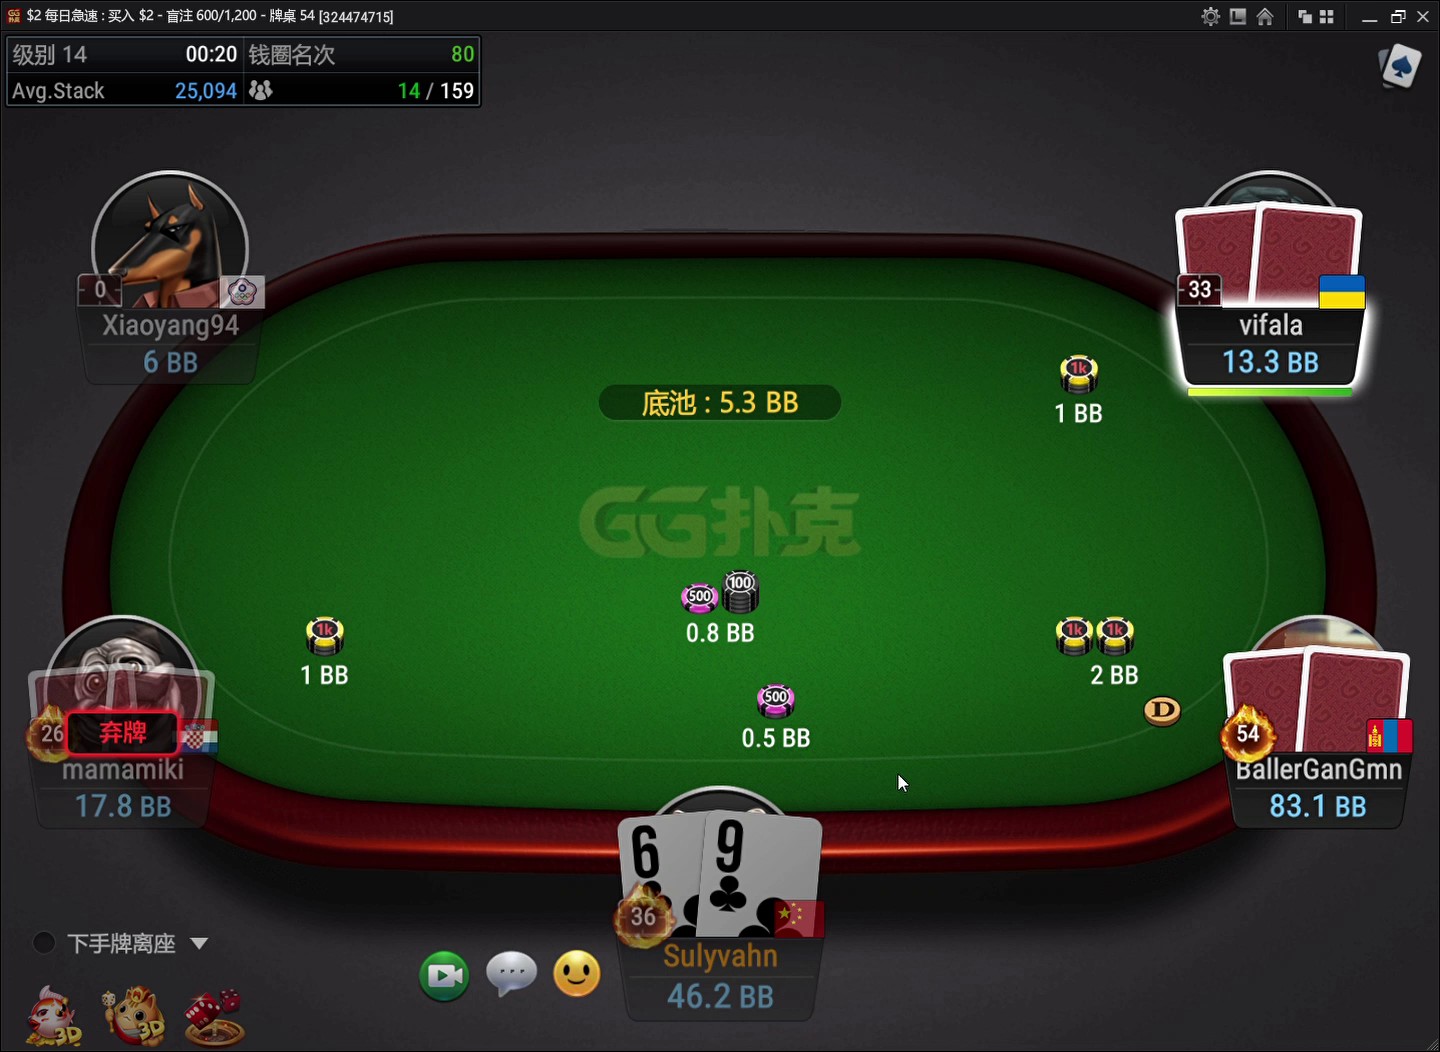 $2 每日急速 : 买入 $2 - 盲注 600/1,200 - 牌桌 54 [324474715]
级别 14 00:20 钱圈名次 80
Avg.Stack 25,094 14 / 159
0
Xiaoyang94
6 BB
33
vifala
13.3 BB
1k
1 BB
底池 : 5.3 BB
GG扑克
500 100
0.8 BB
1k
1 BB
1k 1k
2 BB
D
500
0.5 BB
26 弃牌
mamamiki
17.8 BB
54
BallerGanGmn
83.1 BB
6 9
36
Sulyvahn
46.2 BB
下手牌离座
3D 3D